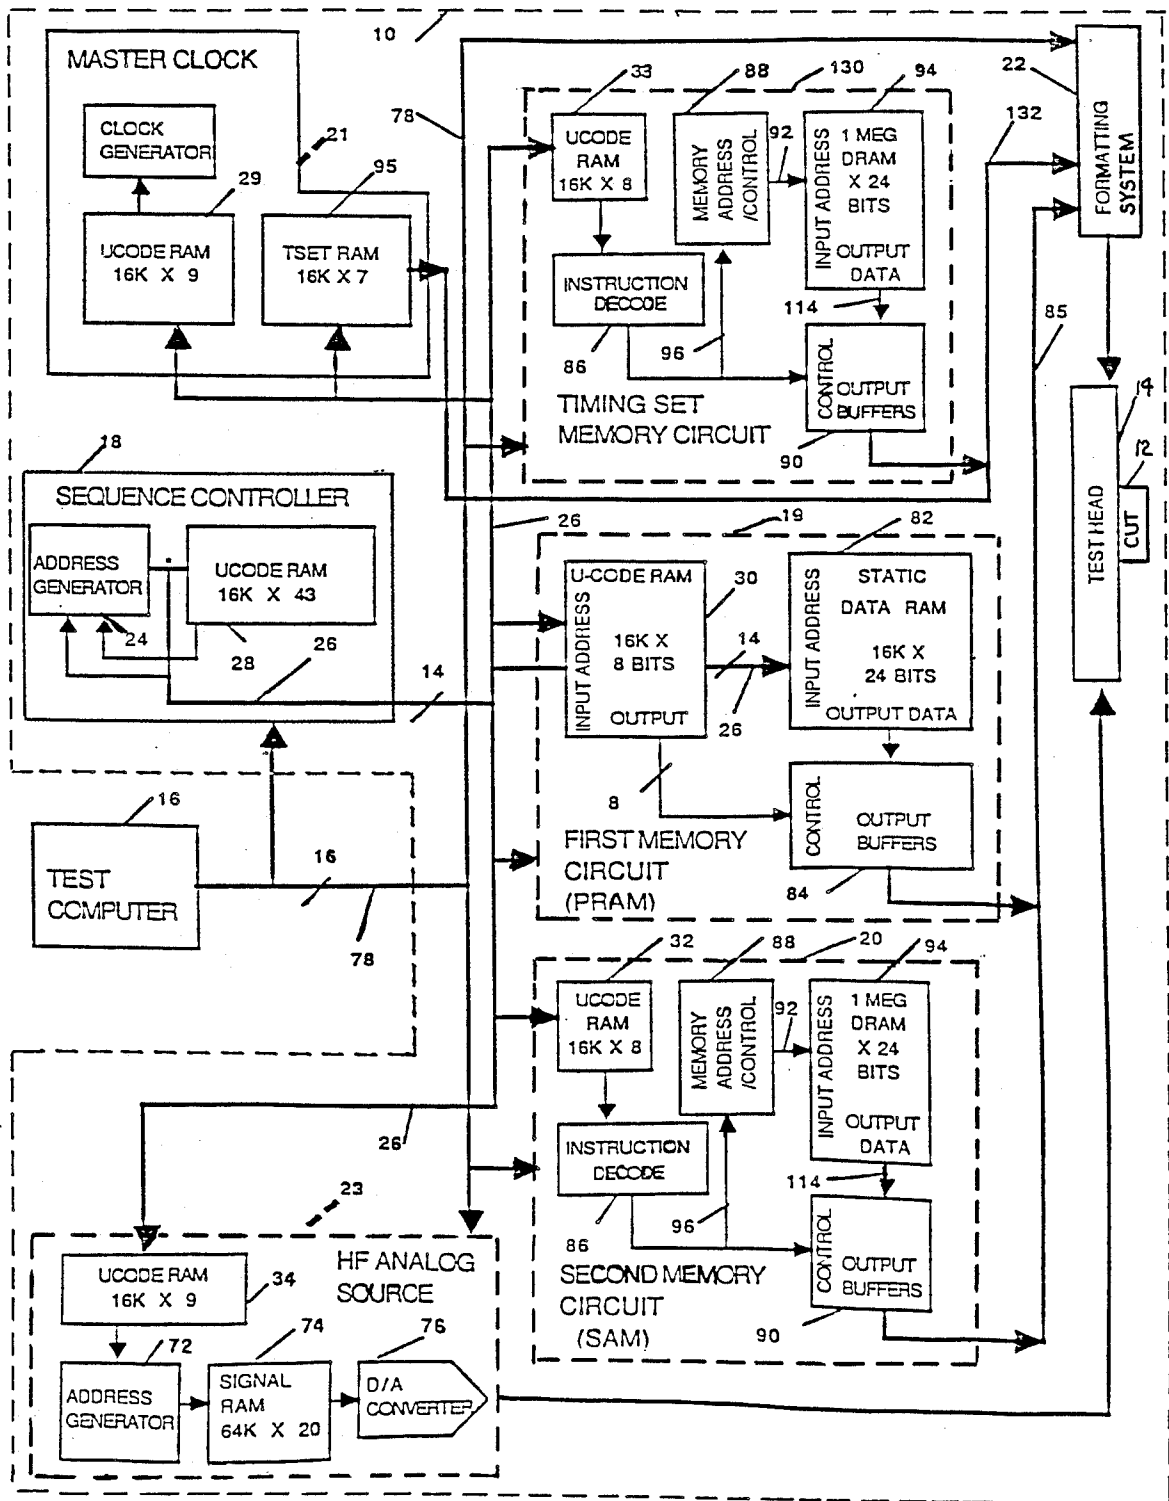 10
MASTER CLOCK
CLOCK
GENERATOR
21
29
95
UCODE RAM
16K X 9
TSET RAM
16K X 7
78
33
88
130
94
UCODE
RAM
16K X 8
MEMORY
ADDRESS
/CONTROL
92
INPUT ADDRESS
1 MEG
DRAM
X 24
BITS
OUTPUT
DATA
INSTRUCTION
DECODE
114
86
96
CONTROL
OUTPUT
BUFFERS
TIMING SET
MEMORY CIRCUIT
90
22
132
FORMATTING
SYSTEM
85
14
12
TEST HEAD
CUT
18
SEQUENCE CONTROLLER
ADDRESS
GENERATOR
UCODE RAM
16K X 43
24
28
26
14
26
19
82
U-CODE RAM
30
INPUT ADDRESS
16K X
8 BITS
OUTPUT
14
26
INPUT ADDRESS
STATIC
DATA RAM
16K X
24 BITS
OUTPUT DATA
8
CONTROL
OUTPUT
BUFFERS
FIRST MEMORY
CIRCUIT
(PRAM)
84
16
TEST
COMPUTER
16
78
32
88
20
94
UCODE
RAM
16K X 8
MEMORY
ADDRESS
/CONTROL
92
INPUT ADDRESS
1 MEG
DRAM
X 24
BITS
OUTPUT
DATA
INSTRUCTION
DECODE
114
86
96
CONTROL
OUTPUT
BUFFERS
SECOND MEMORY
CIRCUIT
(SAM)
90
26
23
HF ANALOG
SOURCE
UCODE RAM
16K X 9
34
72
74
76
ADDRESS
GENERATOR
SIGNAL
RAM
64K X 20
D/A
CONVERTER